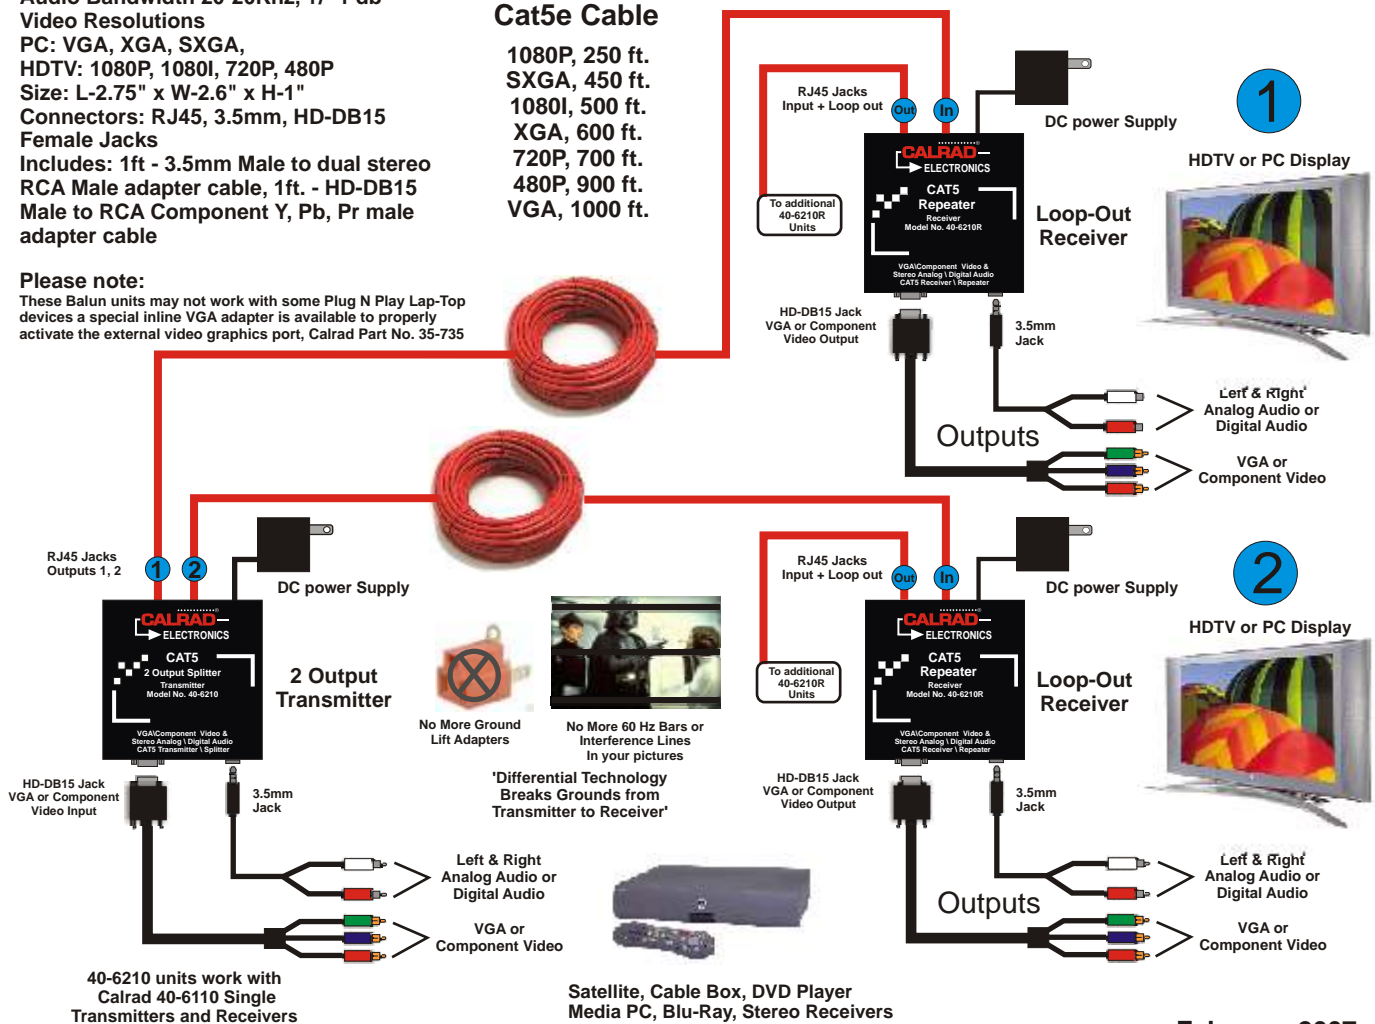 Video Resolutions
PC: VGA, XGA, SXGA,
HDTV: 1080P, 1080I, 720P, 480P
Size: L-2.75" x W-2.6" x H-1"
Connectors: RJ45, 3.5mm, HD-DB15
Female Jacks
Includes: 1ft - 3.5mm Male to dual stereo
RCA Male adapter cable, 1ft. - HD-DB15
Male to RCA Component Y, Pb, Pr male
adapter cable
Please note:
These Balun units may not work with some Plug N Play Lap-Top
devices a special inline VGA adapter is available to properly
activate the external video graphics port, Calrad Part No. 35-735
Cat5e Cable
1080P, 250 ft.
SXGA, 450 ft.
1080I, 500 ft.
XGA, 600 ft.
720P, 700 ft.
480P, 900 ft.
VGA, 1000 ft.
RJ45 Jacks
Input + Loop out
Out
In
DC power Supply
1
HDTV or PC Display
CALRAD
ELECTRONICS
CAT5
Repeater
Receiver
Model No. 40-6210R
VGA\Component Video &
Stereo Analog \ Digital Audio
CAT5 Receiver \ Repeater
To additional
40-6210R
Units
Loop-Out
Receiver
HD-DB15 Jack
VGA or Component
Video Output
3.5mm
Jack
Outputs
Left & Right
Analog Audio or
Digital Audio
VGA or
Component Video
RJ45 Jacks
Outputs 1, 2
1
2
DC power Supply
CALRAD
ELECTRONICS
CAT5
2 Output Splitter
Transmitter
Model No. 40-6210
VGA\Component Video &
Stereo Analog \ Digital Audio
CAT5 Transmitter \ Splitter
2 Output
Transmitter
HD-DB15 Jack
VGA or Component
Video Input
3.5mm
Jack
Left & Right
Analog Audio or
Digital Audio
VGA or
Component Video
40-6210 units work with
Calrad 40-6110 Single
Transmitters and Receivers
No More Ground
Lift Adapters
No More 60 Hz Bars or
Interference Lines
In your pictures
'Differential Technology
Breaks Grounds from
Transmitter to Receiver'
Satellite, Cable Box, DVD Player
Media PC, Blu-Ray, Stereo Receivers
RJ45 Jacks
Input + Loop out
Out
In
DC power Supply
2
HDTV or PC Display
CALRAD
ELECTRONICS
CAT5
Repeater
Receiver
Model No. 40-6210R
VGA\Component Video &
Stereo Analog \ Digital Audio
CAT5 Receiver \ Repeater
To additional
40-6210R
Units
Loop-Out
Receiver
HD-DB15 Jack
VGA or Component
Video Output
3.5mm
Jack
Outputs
Left & Right
Analog Audio or
Digital Audio
VGA or
Component Video